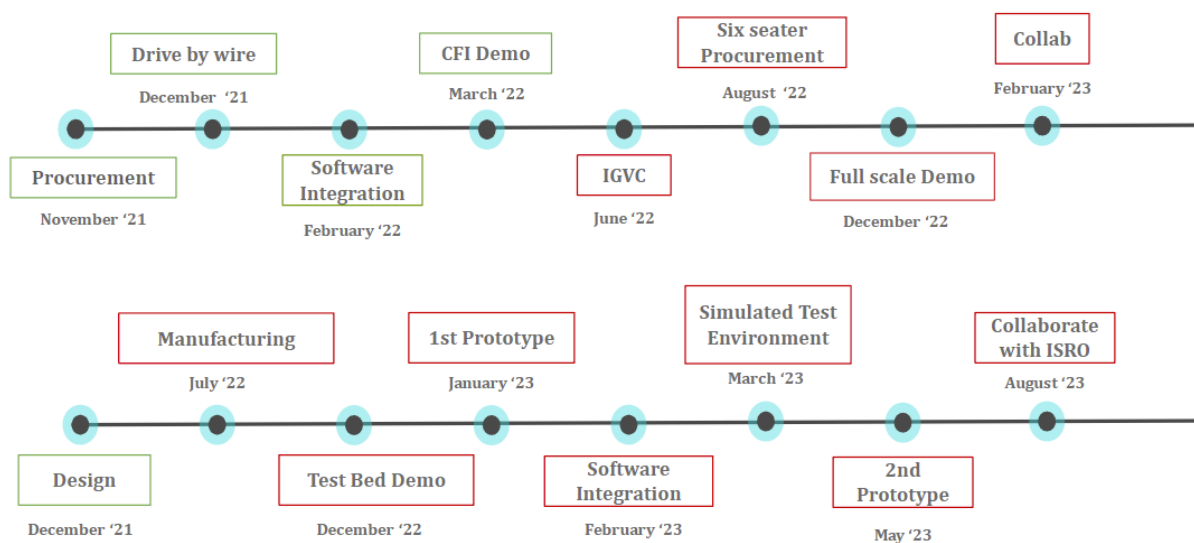 Drive by wire
December ‘21
CFI Demo
March ‘22
Six seater
Procurement
August ‘22
Collab
February ‘23
Procurement
November ‘21
Software
Integration
February ‘22
IGVC
June ‘22
Full scale Demo
December ‘22
Manufacturing
July ‘22
1st Prototype
January ‘23
Simulated Test
Environment
March ‘23
Collaborate
with ISRO
August ‘23
Design
December ‘21
Test Bed Demo
December ‘22
Software
Integration
February ‘23
2nd
Prototype
May ‘23